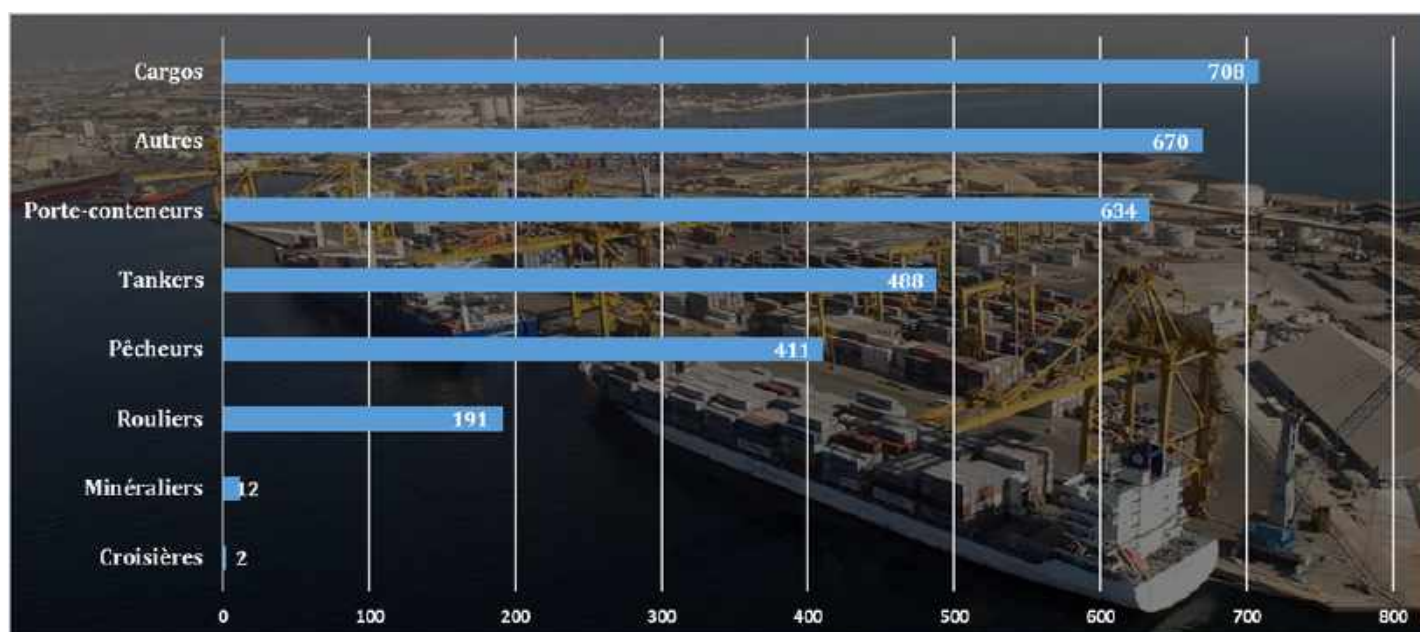 Cargos 708
Autres 670
Porte-conteneurs 634
Tankers 488
Pêcheurs 411
Rouliers 191
Minéraliers 12
Croisières 2
0 100 200 300 400 500 600 700 800